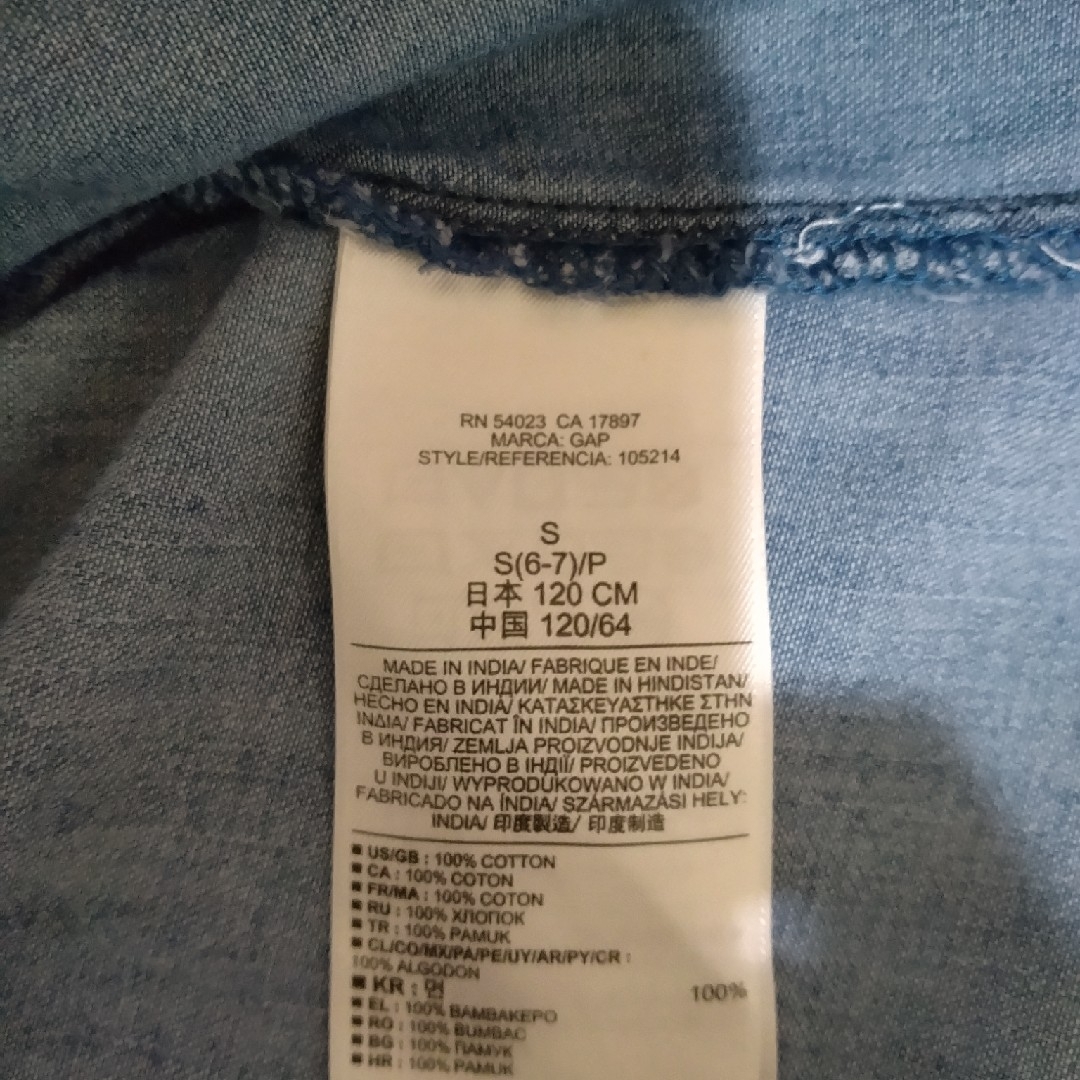 RN 54023 CA 17897
MARCA: GAP
STYLE/REFERENCIA: 105214
S
S(6-7)/P
日本 120 CM
中国 120/64
MADE IN INDIA/ FABRIQUE EN INDE/
СДЕЛАНО В ИНДИИ/ MADE IN HINDISTAN/
HECHO EN INDIA/ ΚΑΤΑΣΚΕΥΑΣΤΗΚΕ ΣΤΗΝ
ΙΝΔΙΑ/ FABRICAT ÎN INDIA/ ПРОИЗВЕДЕНО
В ИНДИЯ/ ZEMLJA PROIZVODNJE INDIJA/
ВИРОБЛЕНО В ІНДІЇ/ PROIZVEDENO
U INDIJI/ WYPRODUKOWANO W INDIA/
FABRICADO NA ÍNDIA/ SZÁRMAZÁSI HELY:
INDIA/ 印度製造/ 印度制造
■ US/GB : 100% COTTON
■ CA : 100% COTON
■ FR/MA : 100% COTON
■ RU : 100% ХЛОПОК
■ TR : 100% PAMUK
■ CL/CO/MX/PA/PE/UY/AR/PY/CR :
100% ALGODON
■ KR : 면 100%
■ EL : 100% ΒΑΜΒΑΚΕΡΟ
■ RO : 100% BUMBAC
■ BG : 100% ПАМУК
■ HR : 100% PAMUK